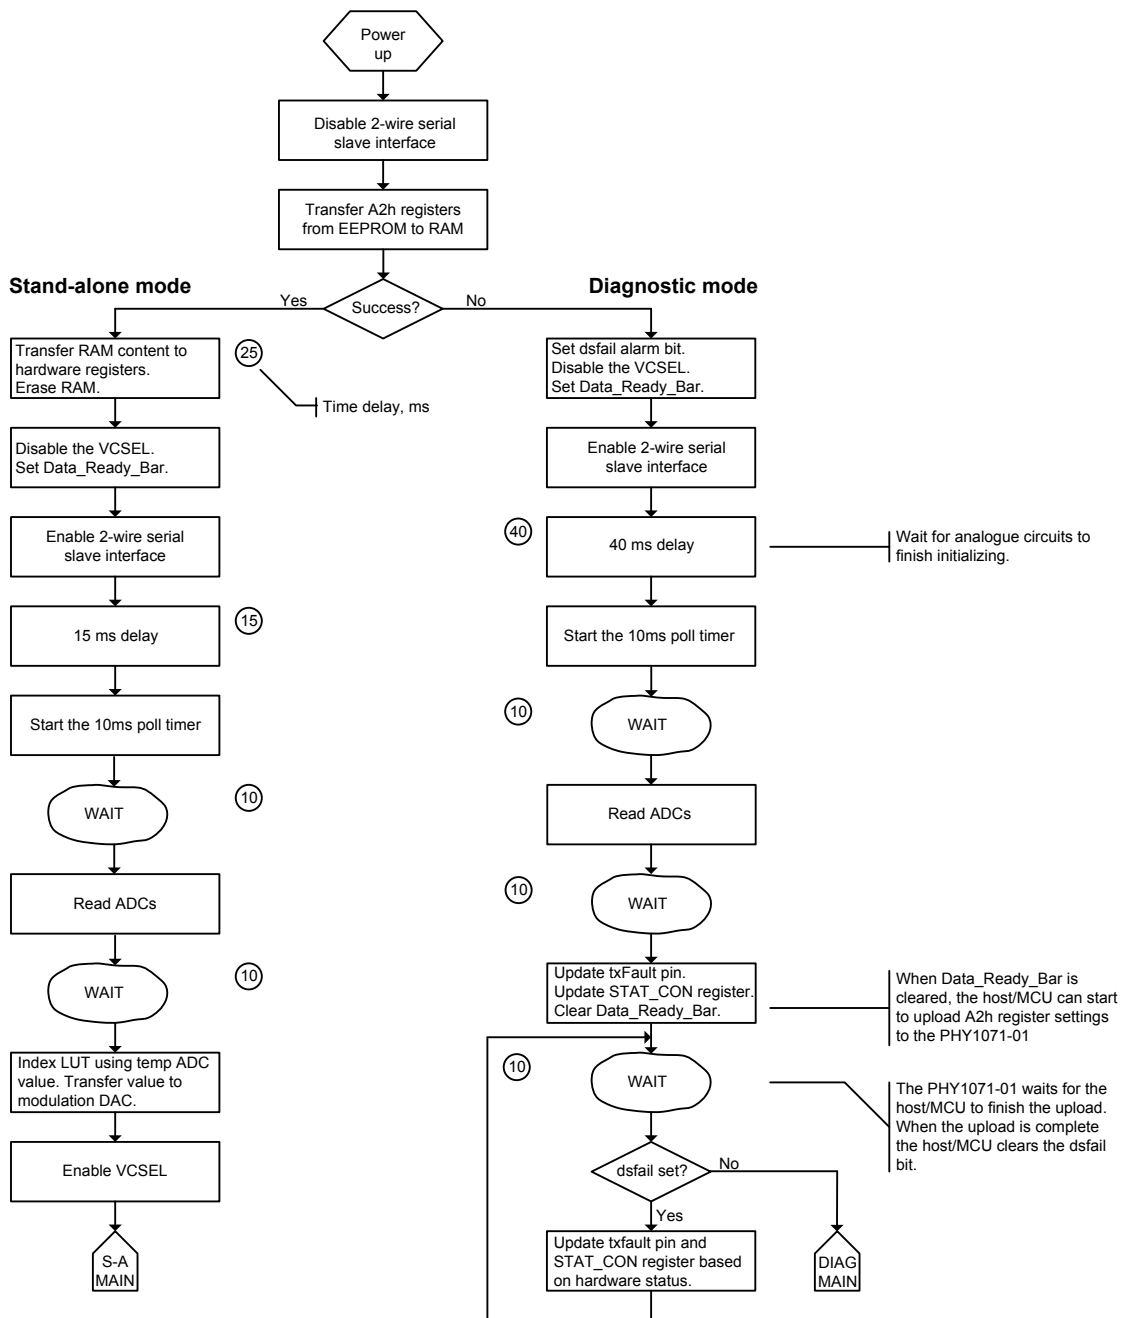 Power
up
Disable 2-wire serial
slave interface
Transfer A2h registers
from EEPROM to RAM
Stand-alone mode
Diagnostic mode
Yes
Success?
No
Transfer RAM content to
hardware registers.
Erase RAM.
25
Time delay, ms
Disable the VCSEL.
Set Data_Ready_Bar.
Enable 2-wire serial
slave interface
15 ms delay
15
Start the 10ms poll timer
WAIT
10
Read ADCs
WAIT
10
Index LUT using temp ADC
value. Transfer value to
modulation DAC.
Enable VCSEL
S-A
MAIN
Set dsfail alarm bit.
Disable the VCSEL.
Set Data_Ready_Bar.
Enable 2-wire serial
slave interface
40
40 ms delay
Wait for analogue circuits to
finish initializing.
Start the 10ms poll timer
10
WAIT
Read ADCs
10
WAIT
Update txFault pin.
Update STAT_CON register.
Clear Data_Ready_Bar.
When Data_Ready_Bar is
cleared, the host/MCU can start
to upload A2h register settings
to the PHY1071-01
10
WAIT
The PHY1071-01 waits for the
host/MCU to finish the upload.
When the upload is complete
the host/MCU clears the dsfail
bit.
dsfail set?
No
Yes
Update txfault pin and
STAT_CON register based
on hardware status.
DIAG
MAIN